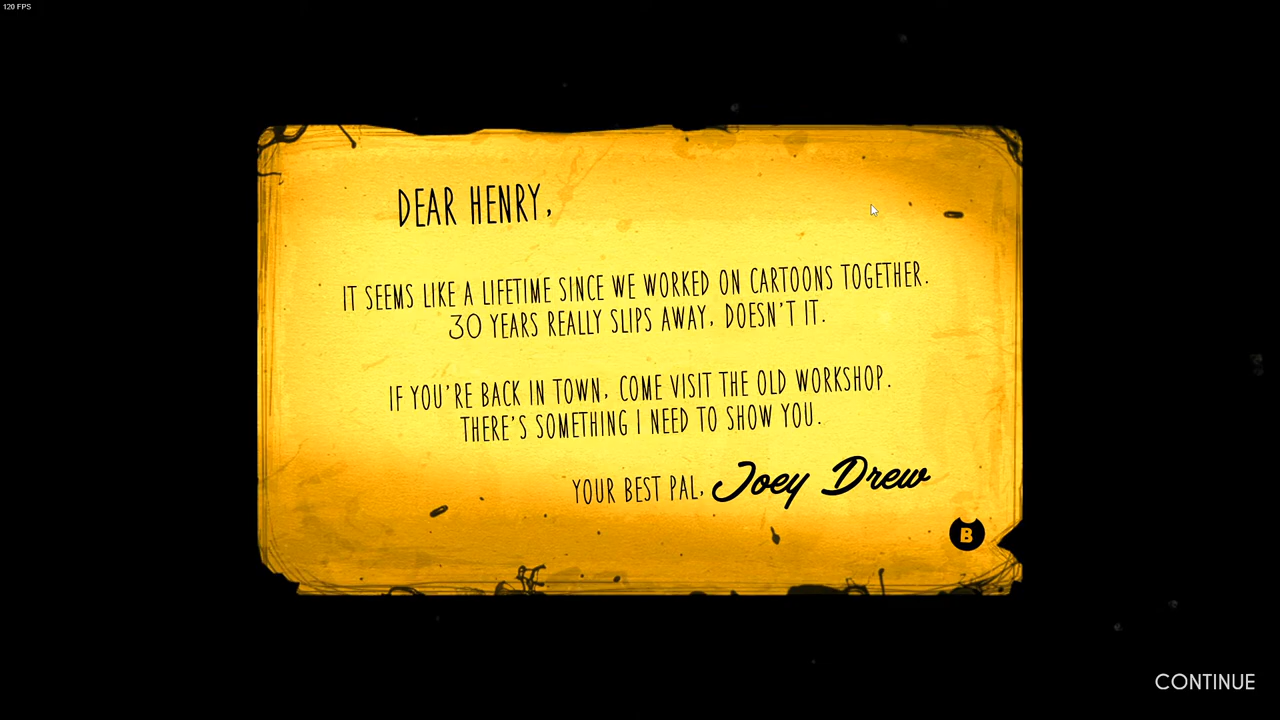 120 FPS
DEAR HENRY,
IT SEEMS LIKE A LIFETIME SINCE WE WORKED ON CARTOONS TOGETHER.
30 YEARS REALLY SLIPS AWAY, DOESN'T IT.
IF YOU'RE BACK IN TOWN, COME VISIT THE OLD WORKSHOP.
THERE'S SOMETHING I NEED TO SHOW YOU.
YOUR BEST PAL, Joey Drew
B
CONTINUE